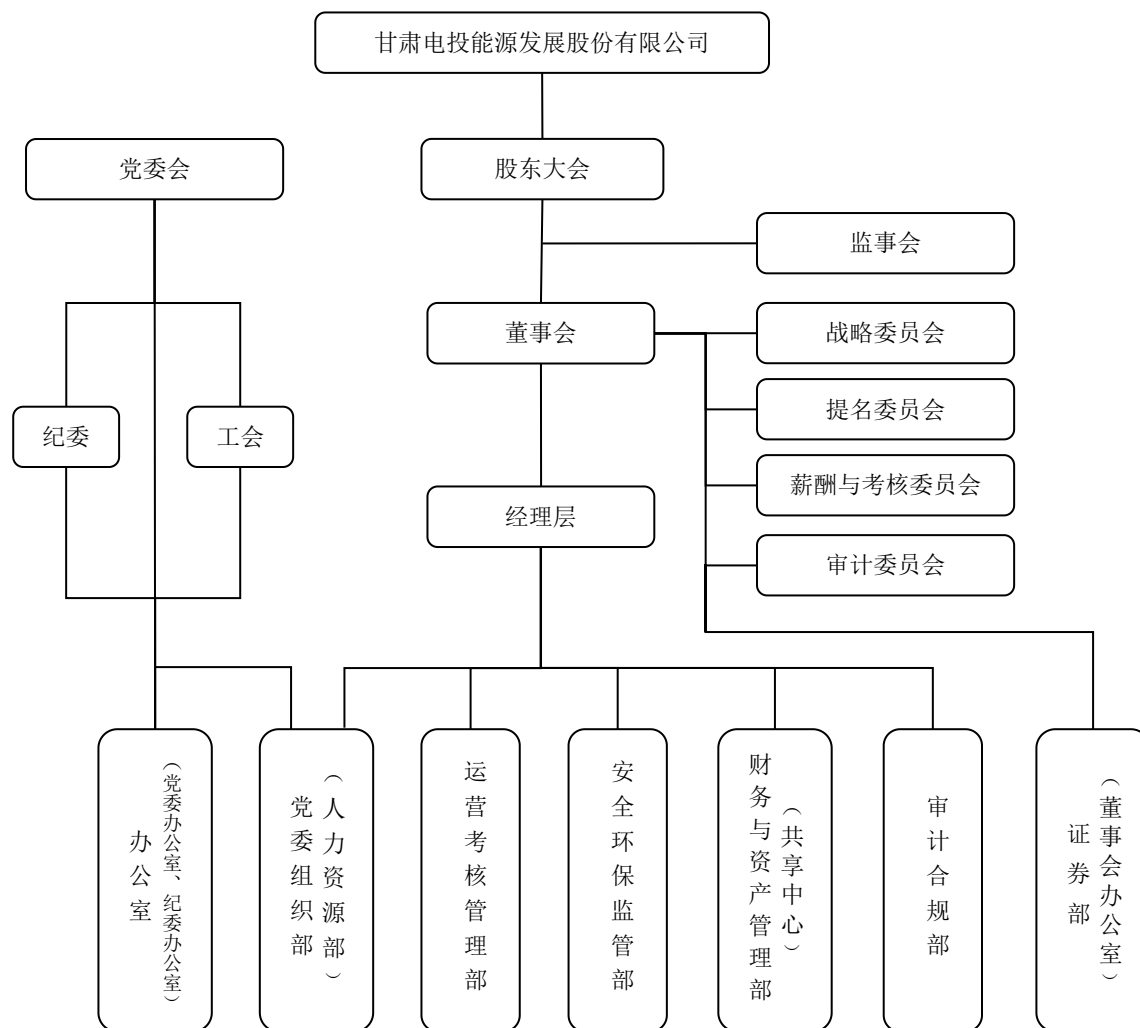 甘肃电投能源发展股份有限公司
党委会
股东大会
监事会
董事会
战略委员会
提名委员会
纪委
工会
薪酬与考核委员会
经理层
审计委员会
办公室
（党委办公室、纪委办公室）
党委组织部
（人力资源部）
运营考核管理部
安全环保监管部
财务与资产管理部
（共享中心）
审计合规部
证券部
（董事会办公室）